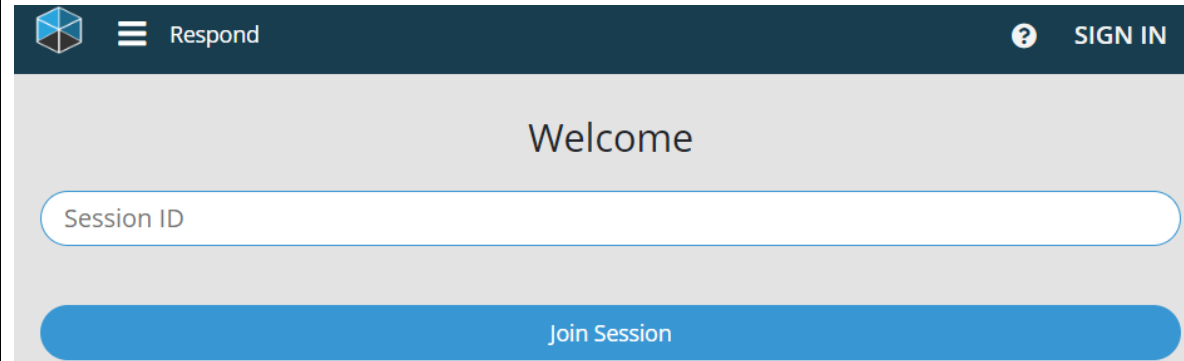 Respond
SIGN IN
Welcome
Session ID
Join Session